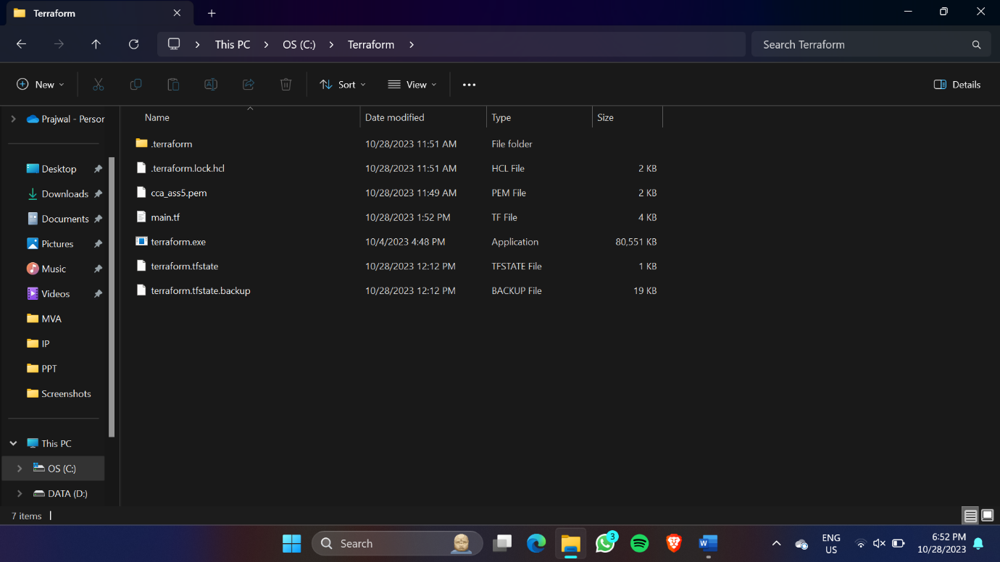 Terraform
This PC
OS (C:)
Terraform
Search Terraform
New
Sort
View
Details
Prajwal - Person
Desktop
Downloads
Documents
Pictures
Music
Videos
MVA
IP
PPT
Screenshots
This PC
OS (C:)
DATA (D:)
Name Date modified Type Size
.terraform 10/28/2023 11:51 AM File folder
.terraform.lock.hcl 10/28/2023 11:51 AM HCL File 2 KB
cca_ass5.pem 10/28/2023 11:49 AM PEM File 2 KB
main.tf 10/28/2023 1:52 PM TF File 4 KB
terraform.exe 10/4/2023 4:48 PM Application 80,551 KB
terraform.tfstate 10/28/2023 12:12 PM TFSTATE File 1 KB
terraform.tfstate.backup 10/28/2023 12:12 PM BACKUP File 19 KB
7 items
Search
3
W
ENG
US
6:52 PM
10/28/2023